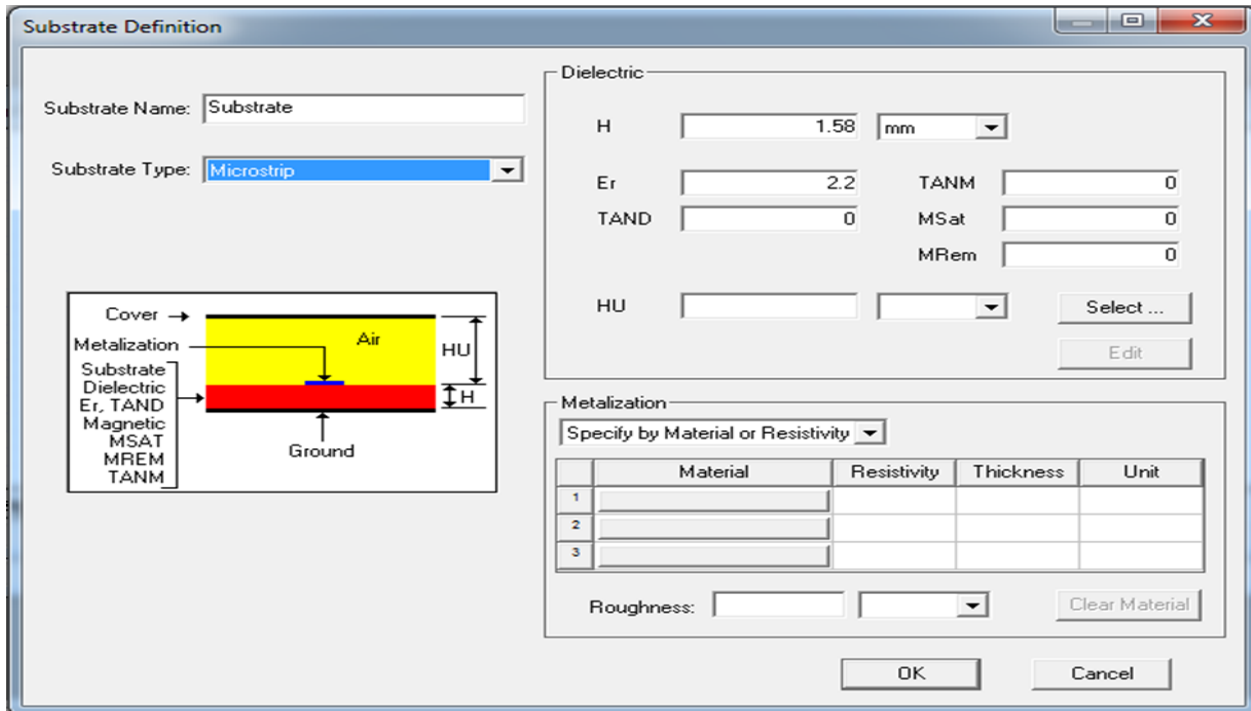 Substrate Definition
Substrate Name: Substrate
Substrate Type: Microstrip
Cover
Metalization
Substrate
Dielectric
Er, TAND
Magnetic
MSAT
MREM
TANM
Air
HU
H
Ground
Dielectric
H 1.58 mm
Er 2.2 TANM 0
TAND 0 MSat 0
MRem 0
HU Select ...
Edit
Metalization
Specify by Material or Resistivity
Material Resistivity Thickness Unit
1
2
3
Roughness: Clear Material
OK Cancel